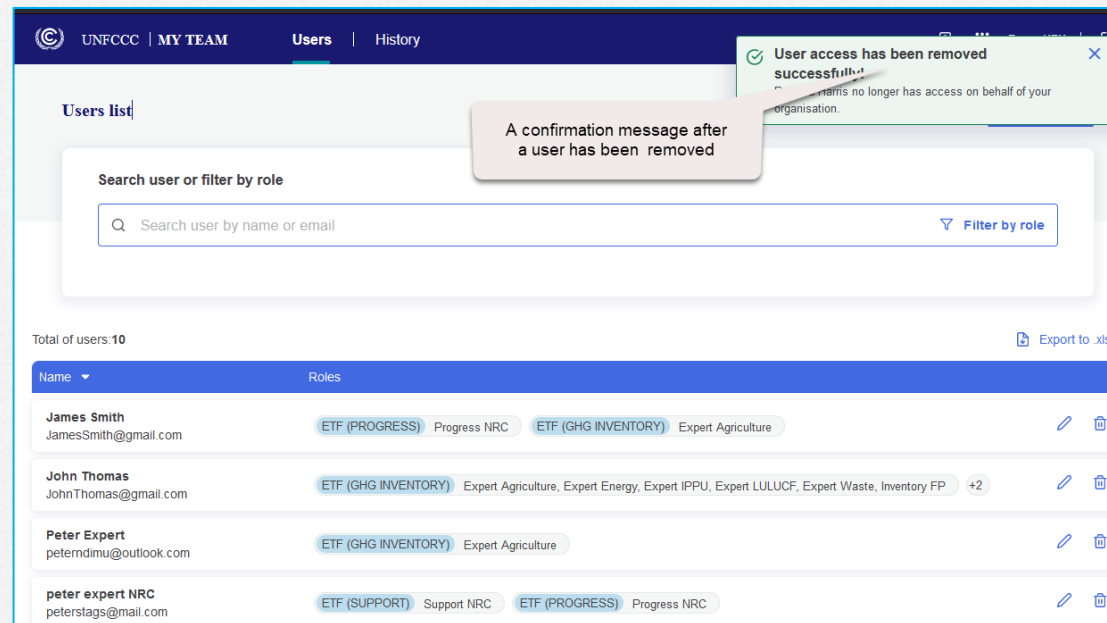 UNFCCC | MY TEAM
Users | History
User access has been removed
successfully!
Harris no longer has access on behalf of your
organisation.
Users list
A confirmation message after
a user has been removed
Search user or filter by role
Search user by name or email
Filter by role
Total of users:10
Export to .xls
Name
Roles
James Smith
JamesSmith@gmail.com
ETF (PROGRESS) Progress NRC ETF (GHG INVENTORY) Expert Agriculture
John Thomas
JohnThomas@gmail.com
ETF (GHG INVENTORY) Expert Agriculture, Expert Energy, Expert IPPU, Expert LULUCF, Expert Waste, Inventory FP +2
Peter Expert
peterndimu@outlook.com
ETF (GHG INVENTORY) Expert Agriculture
peter expert NRC
peterstags@mail.com
ETF (SUPPORT) Support NRC ETF (PROGRESS) Progress NRC